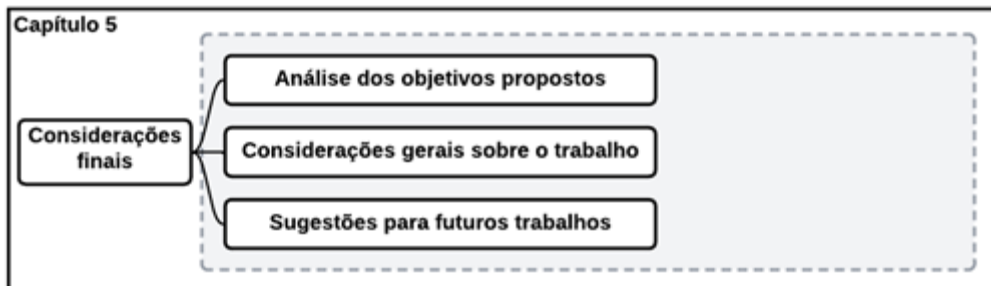 Capítulo 5
Considerações
finais
Análise dos objetivos propostos
Considerações gerais sobre o trabalho
Sugestões para futuros trabalhos